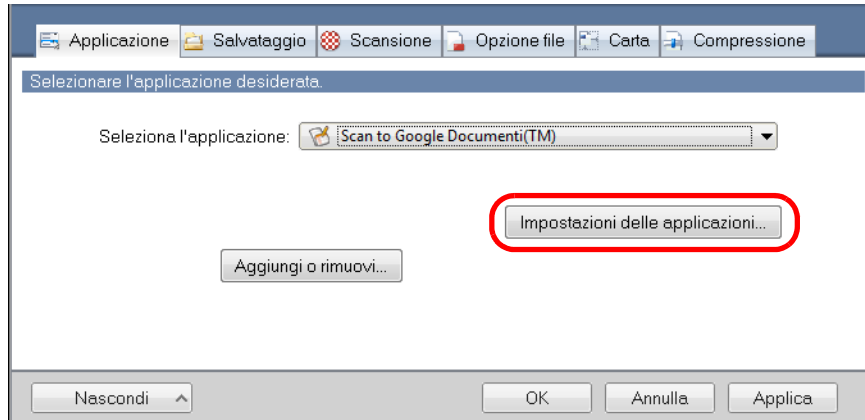 Applicazione Salvataggio Scansione Opzione file Carta Compressione
Selezionare l'applicazione desiderata.
Seleziona l'applicazione: Scan to Google Documenti(TM)
Impostazioni delle applicazioni...
Aggiungi o rimuovi...
Nascondi OK Annulla Applica